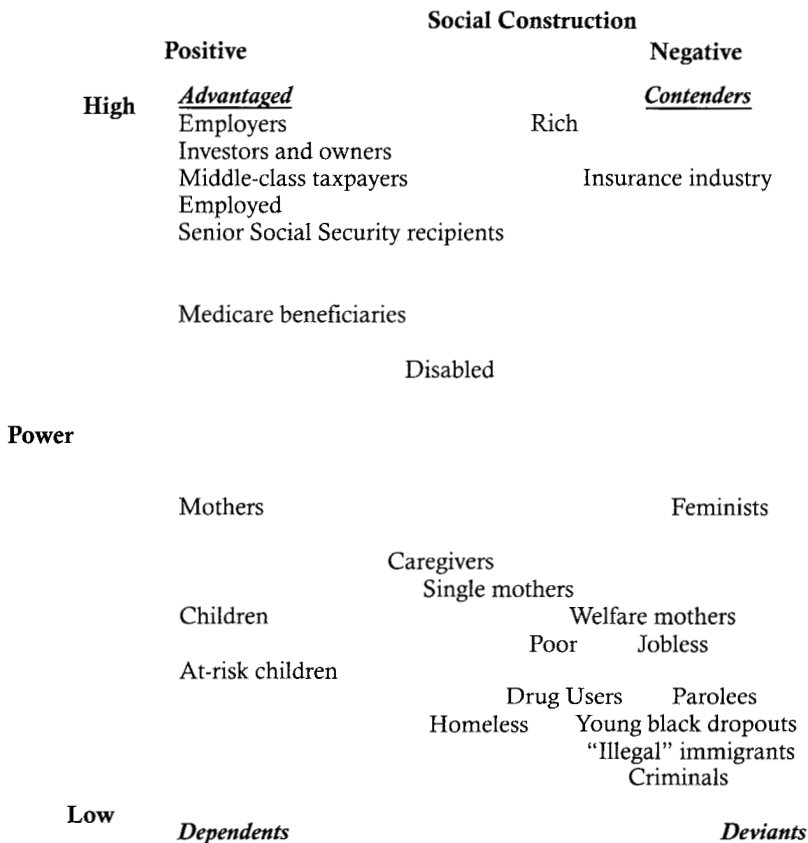 Social Construction
Positive Negative
High Advantaged Contenders
Employers Rich
Investors and owners
Middle-class taxpayers Insurance industry
Employed
Senior Social Security recipients
Medicare beneficiaries
Disabled
Power
Mothers Feminists
Caregivers
Single mothers
Children Welfare mothers
Poor Jobless
At-risk children
Drug Users Parolees
Homeless Young black dropouts
“Illegal” immigrants
Criminals
Low
Dependents Deviants